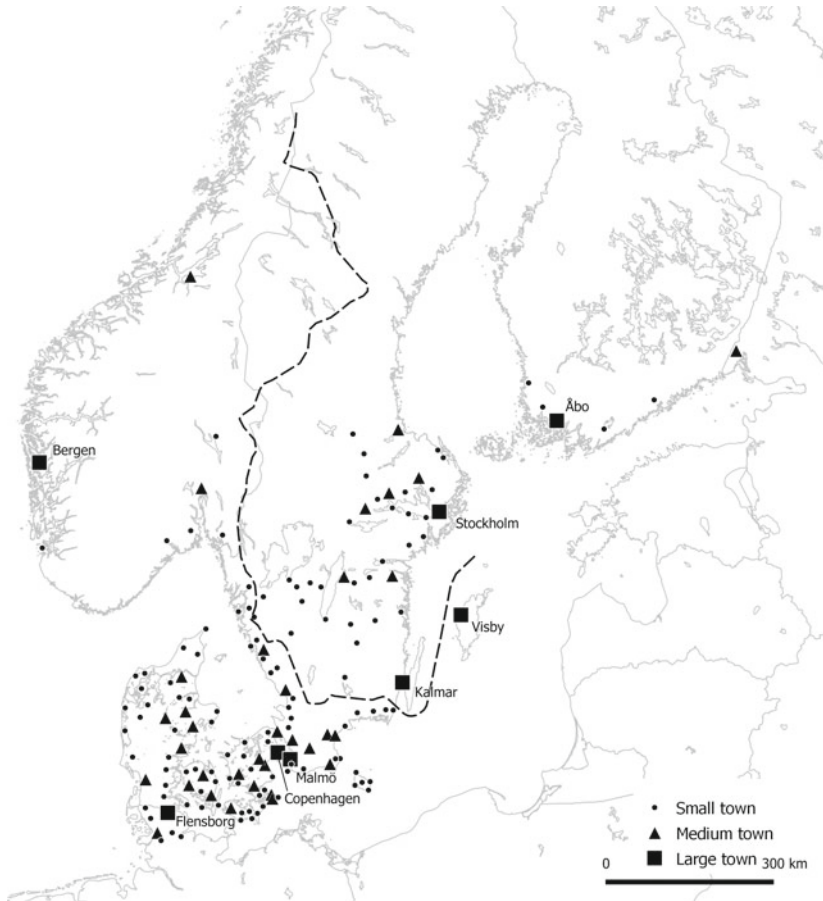 Bergen
Åbo
Stockholm
Visby
Kalmar
Malmö
Copenhagen
Flensborg
Small town
Medium town
Large town
0 300 km